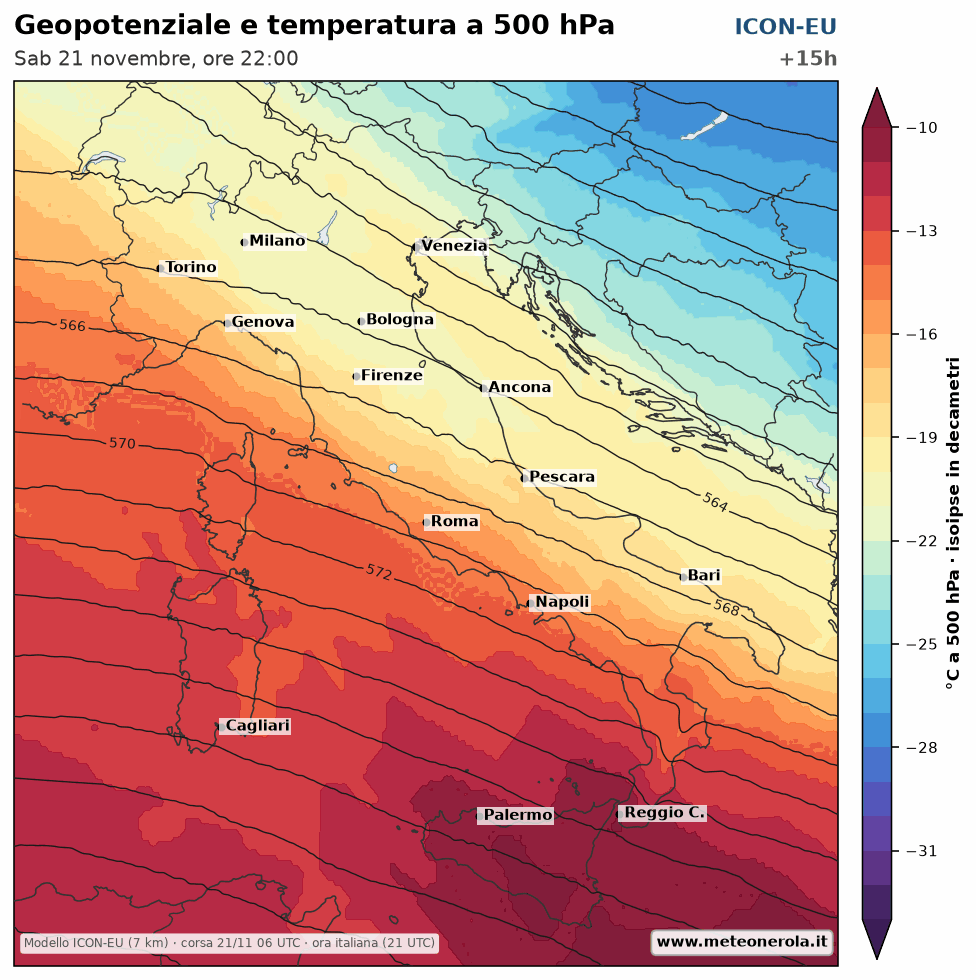 Geopotenziale e temperatura a 500 hPa
ICON-EU
Sab 21 novembre, ore 22:00
+15h
Milano
Venezia
Torino
Genova
Bologna
566
Firenze
Ancona
570
Pescara
564
Roma
572
Bari
Napoli
568
Cagliari
Palermo
Reggio C.
Modello ICON-EU (7 km) · corsa 21/11 06 UTC · ora italiana (21 UTC)
www.meteonerola.it
−10
−13
−16
−19
−22
−25
−28
−31
°C a 500 hPa · isoipse in decametri